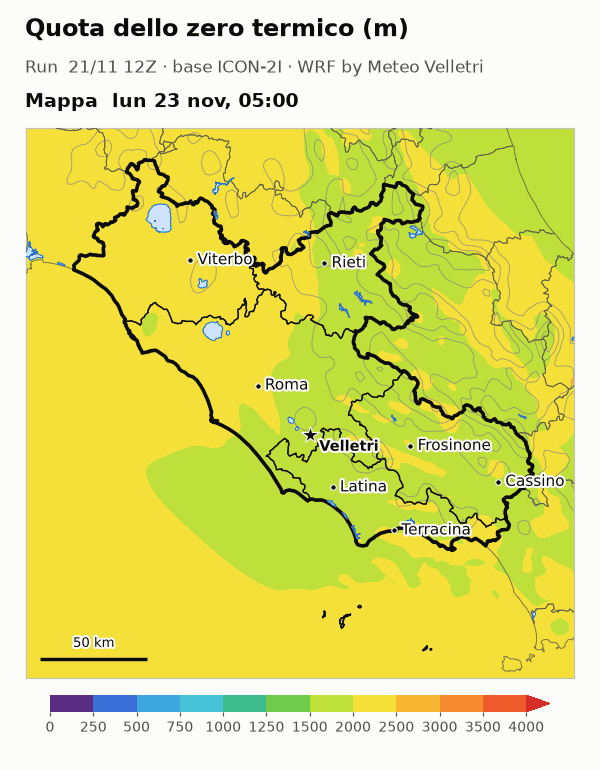 Quota dello zero termico (m)
Run 21/11 12Z · base ICON-2I · WRF by Meteo Velletri
Mappa lun 23 nov, 05:00
Viterbo
Rieti
Roma
Velletri
Frosinone
Cassino
Latina
Terracina
50 km
0 250 500 750 1000 1250 1500 2000 2500 3000 3500 4000